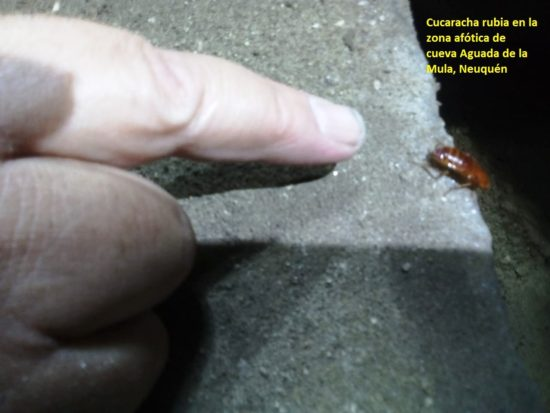 Cucaracha rubia en la
zona afótica de
cueva Aguada de la
Mula, Neuquén